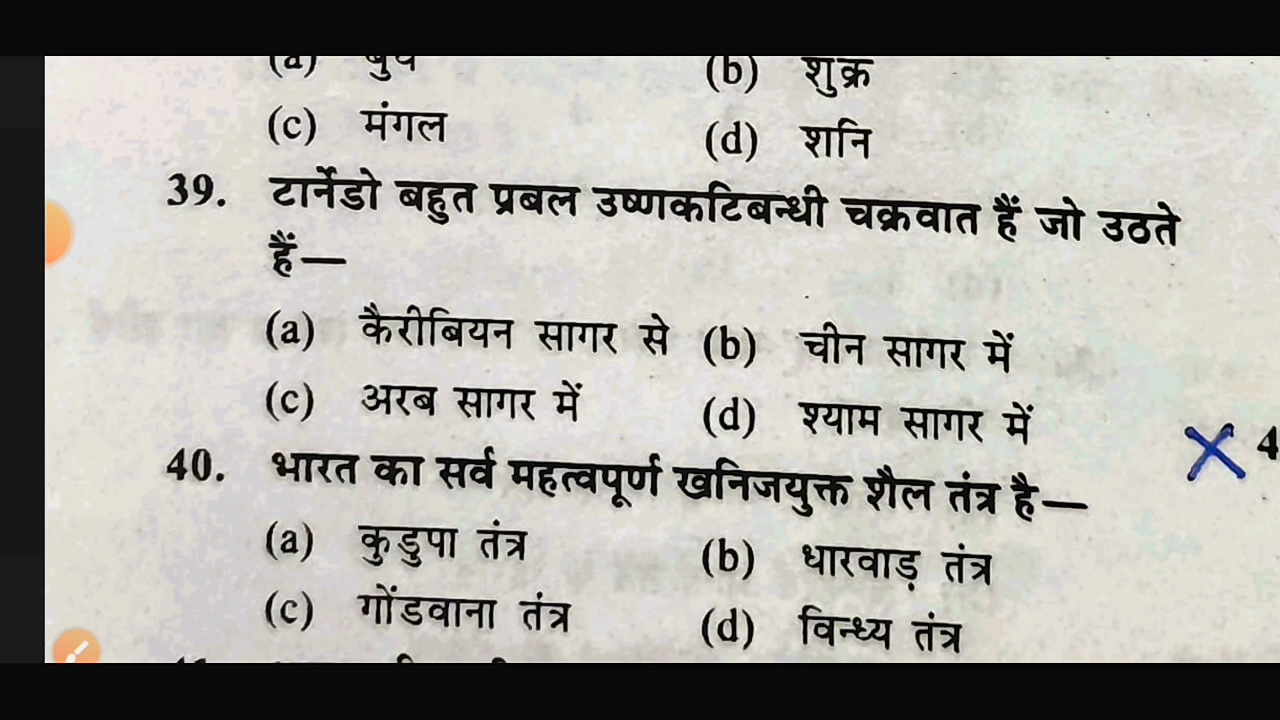 (a) बुध (b) शुक्र
(c) मंगल (d) शनि
39. टार्नेडो बहुत प्रबल उष्णकटिबन्धी चक्रवात हैं जो उठते
हैं—
(a) कैरीबियन सागर से (b) चीन सागर में
(c) अरब सागर में (d) श्याम सागर में
4
40. भारत का सर्व महत्वपूर्ण खनिजयुक्त शैल तंत्र है—
(a) कुडुपा तंत्र (b) धारवाड़ तंत्र
(c) गोंडवाना तंत्र (d) विन्ध्य तंत्र